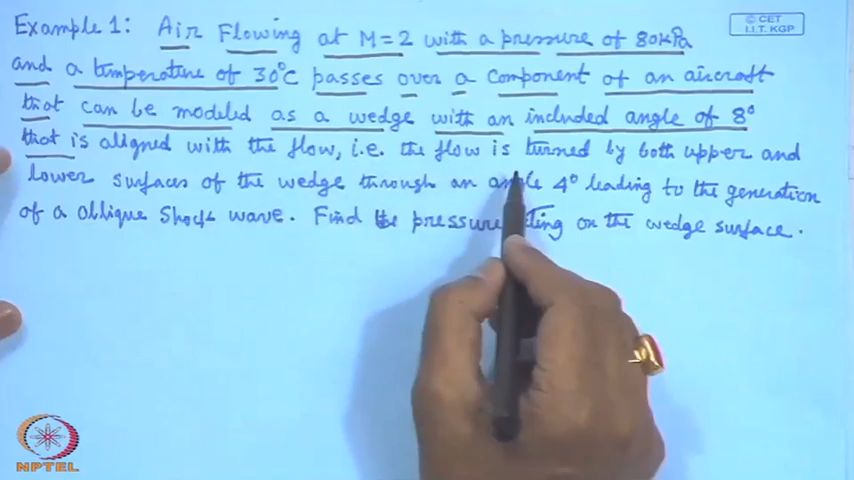 Example 1: Air Flowing at M=2 with a pressure of 80kPa
© CET
I.I.T. KGP
and a temperature of 30°C passes over a component of an aircraft
that can be modeled as a wedge with an included angle of 8°
that is aligned with the flow, i.e. the flow is turned by both upper and
lower surfaces of the wedge through an angle 4° leading to the generation
of a oblique shock wave. Find the pressure on the wedge surface.
NPTEL